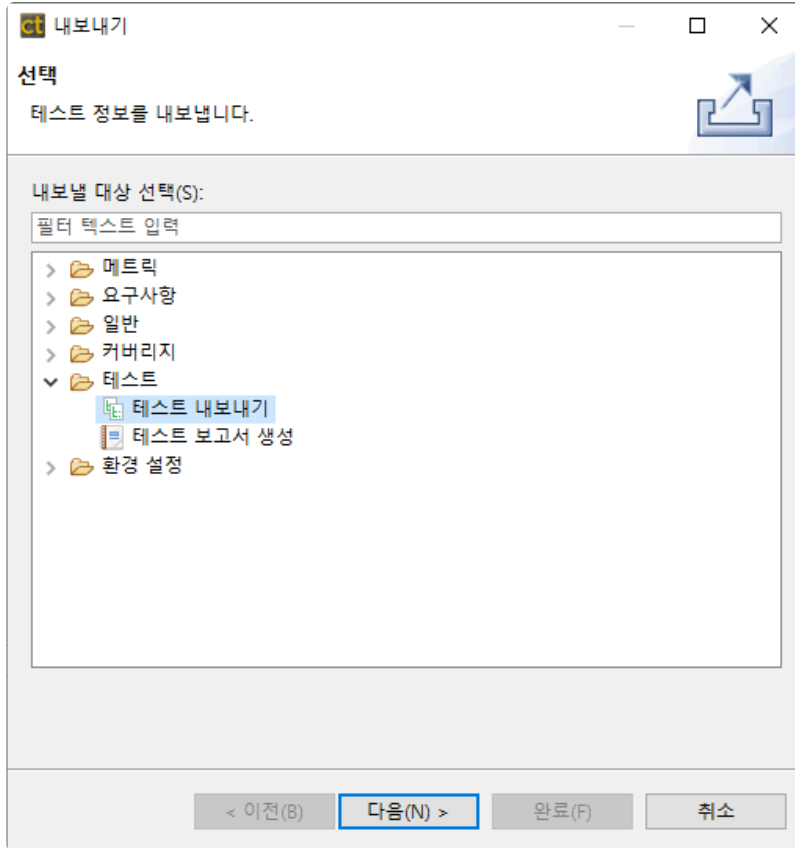 ct 내보내기
선택
테스트 정보를 내보냅니다.
내보낼 대상 선택(S):
필터 텍스트 입력
메트릭
요구사항
일반
커버리지
테스트
테스트 내보내기
테스트 보고서 생성
환경 설정
< 이전(B) 다음(N) > 완료(F) 취소